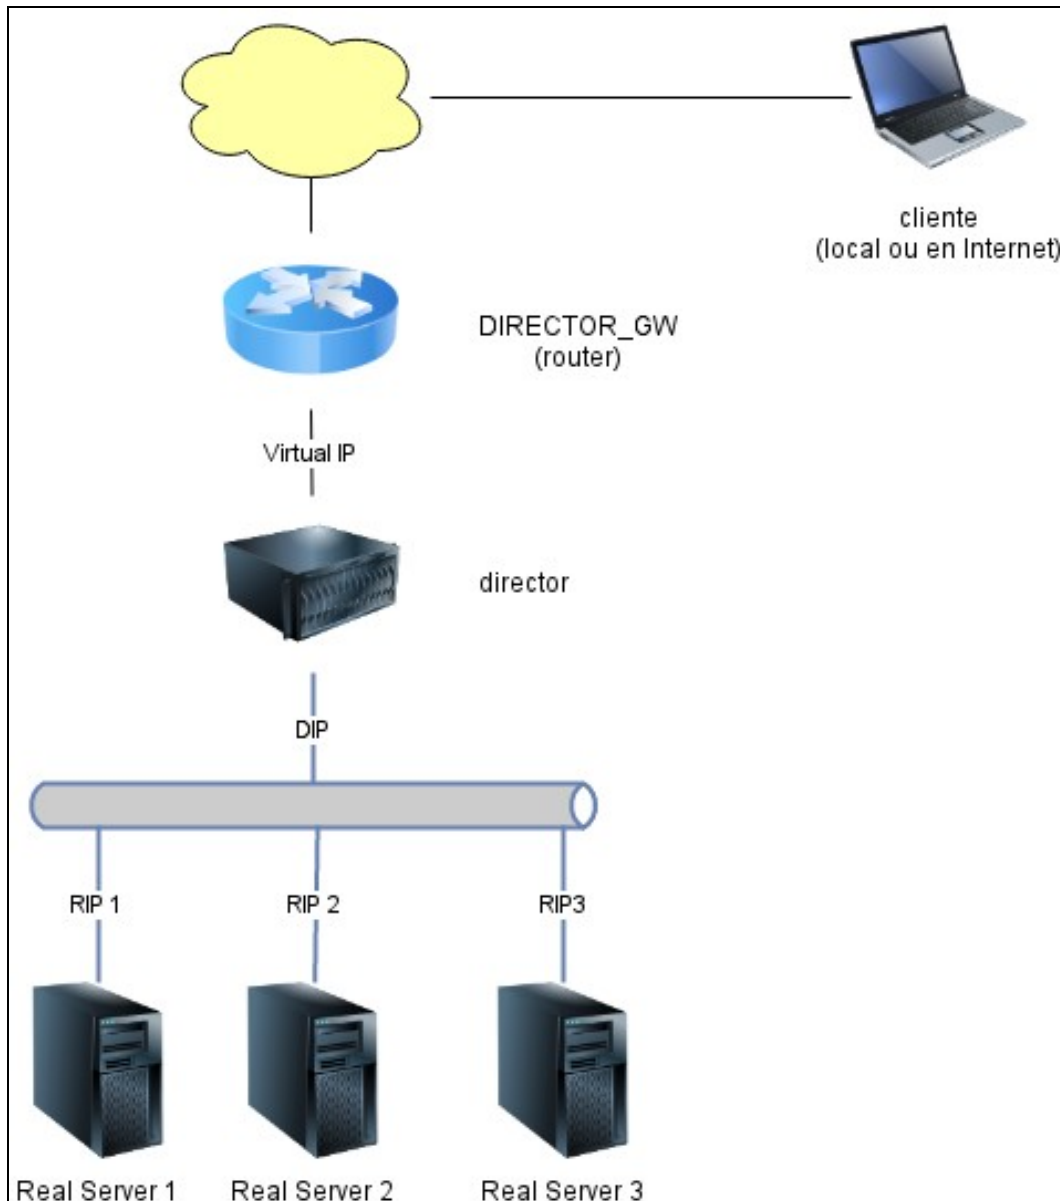 cliente
(local ou en Internet)
DIRECTOR_GW
(router)
Virtual IP
director
DIP
RIP 1
RIP 2
RIP3
Real Server 1
Real Server 2
Real Server 3